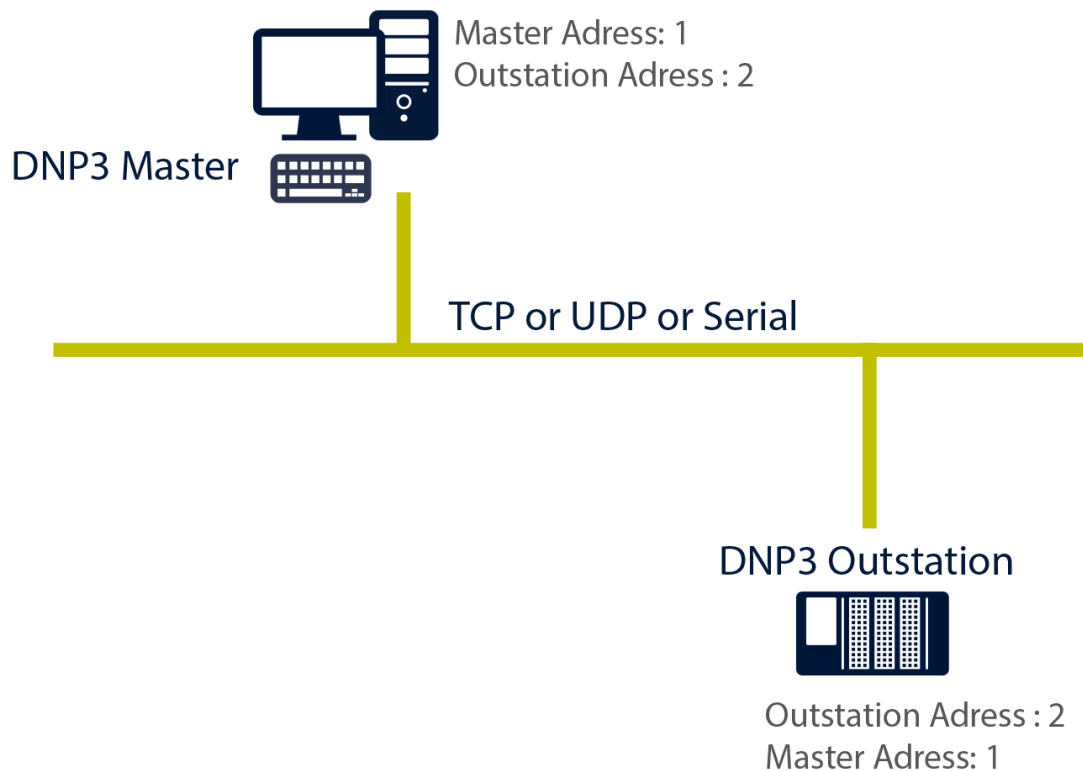 Master Adress: 1
Outstation Adress : 2
DNP3 Master
TCP or UDP or Serial
DNP3 Outstation
Outstation Adress : 2
Master Adress: 1